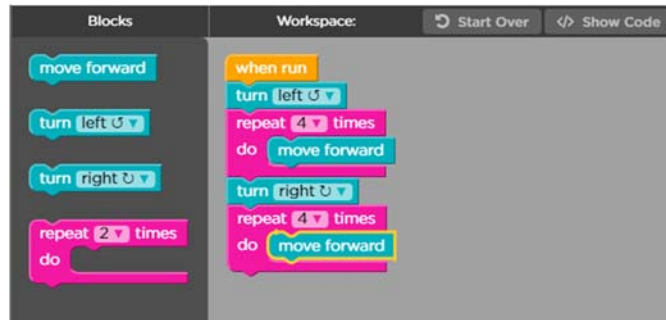 Blocks
Workspace:
Start Over
</> Show Code
move forward
turn left ↺ ▼
turn right ↻ ▼
repeat 2 ▼ times
do
when run
turn left ↺ ▼
repeat 4 ▼ times
do move forward
turn right ↻ ▼
repeat 4 ▼ times
do move forward